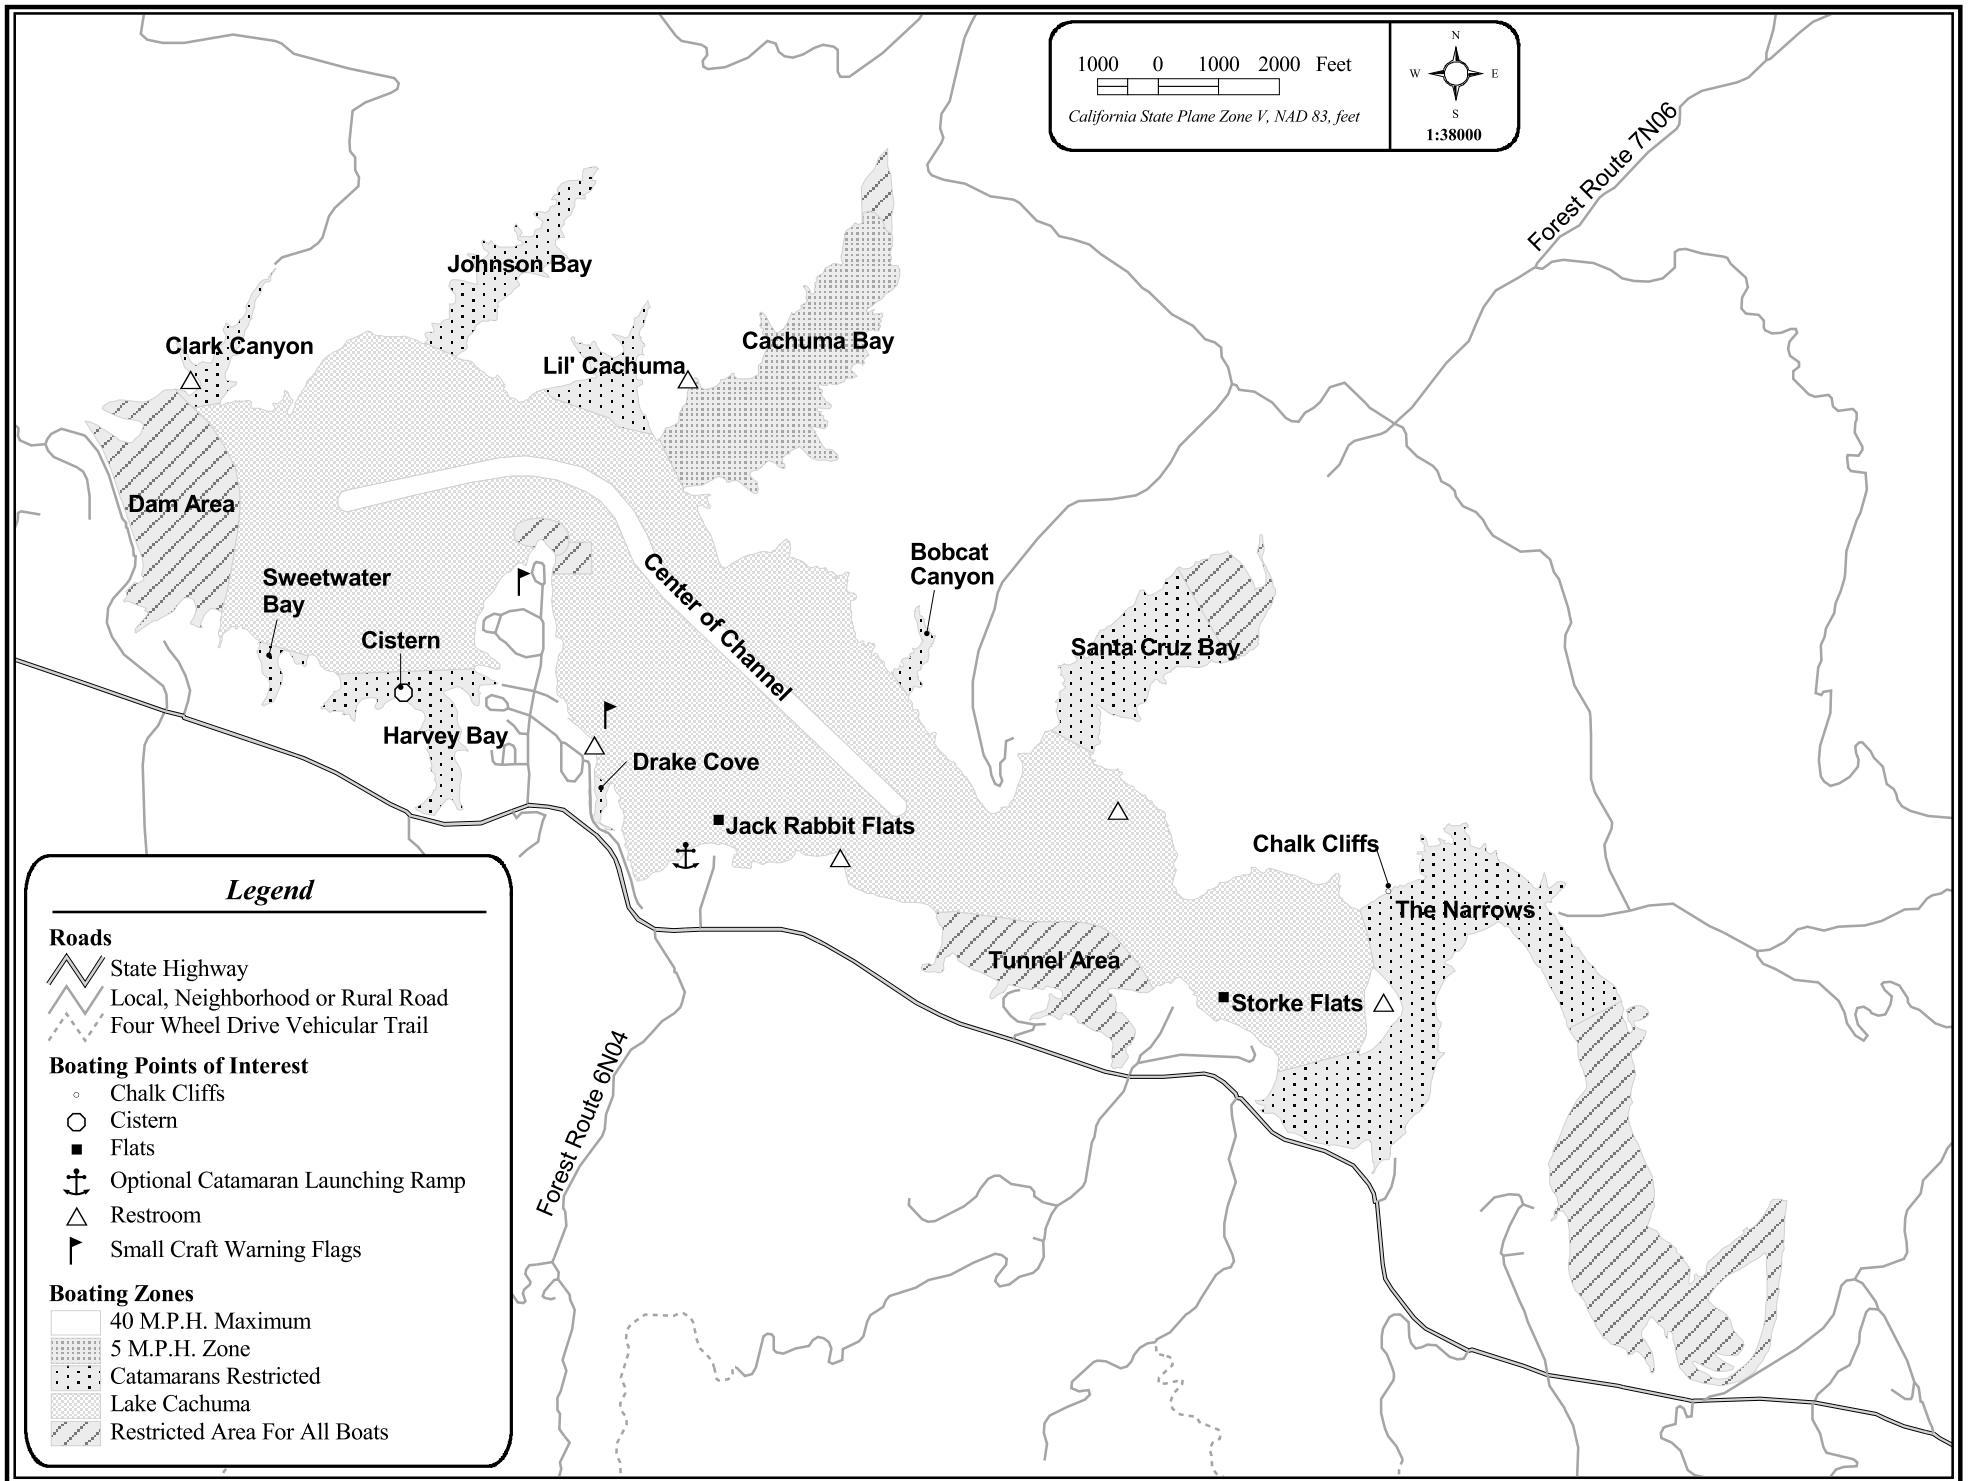 1000 0 1000 2000 Feet
California State Plane Zone V, NAD 83, feet
N
W E
S
1:38000
Forest Route 7N06
Johnson Bay
Clark Canyon
Lil' Cachuma
Cachuma Bay
Dam Area
Sweetwater
Bay
Cistern
Harvey Bay
Center of Channel
Bobcat
Canyon
Santa Cruz Bay
Drake Cove
Jack Rabbit Flats
Chalk Cliffs
The Narrows
Tunnel Area
Storke Flats
Forest Route 6N04
Legend
Roads
State Highway
Local, Neighborhood or Rural Road
Four Wheel Drive Vehicular Trail
Boating Points of Interest
Chalk Cliffs
Cistern
Flats
Optional Catamaran Launching Ramp
Restroom
Small Craft Warning Flags
Boating Zones
40 M.P.H. Maximum
5 M.P.H. Zone
Catamarans Restricted
Lake Cachuma
Restricted Area For All Boats